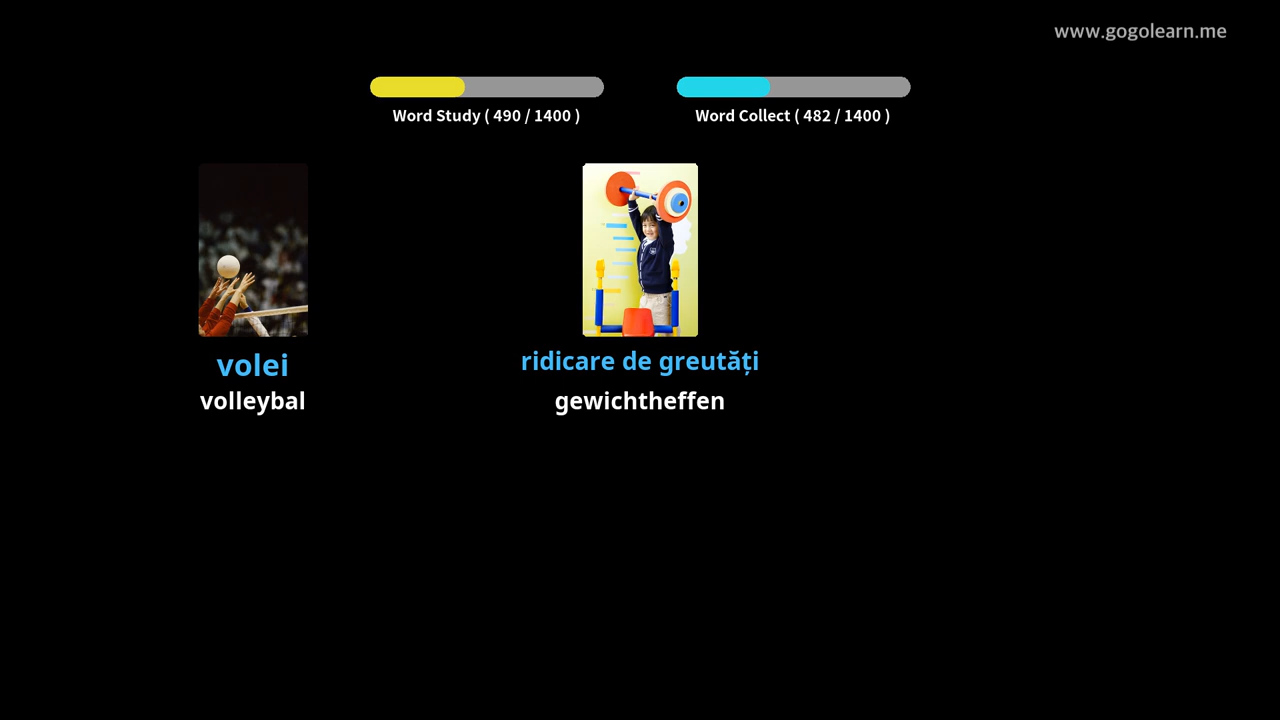 www.gogolearn.me
Word Study ( 490 / 1400 )
Word Collect ( 482 / 1400 )
volei
volleybal
ridicare de greutăți
gewichtheffen